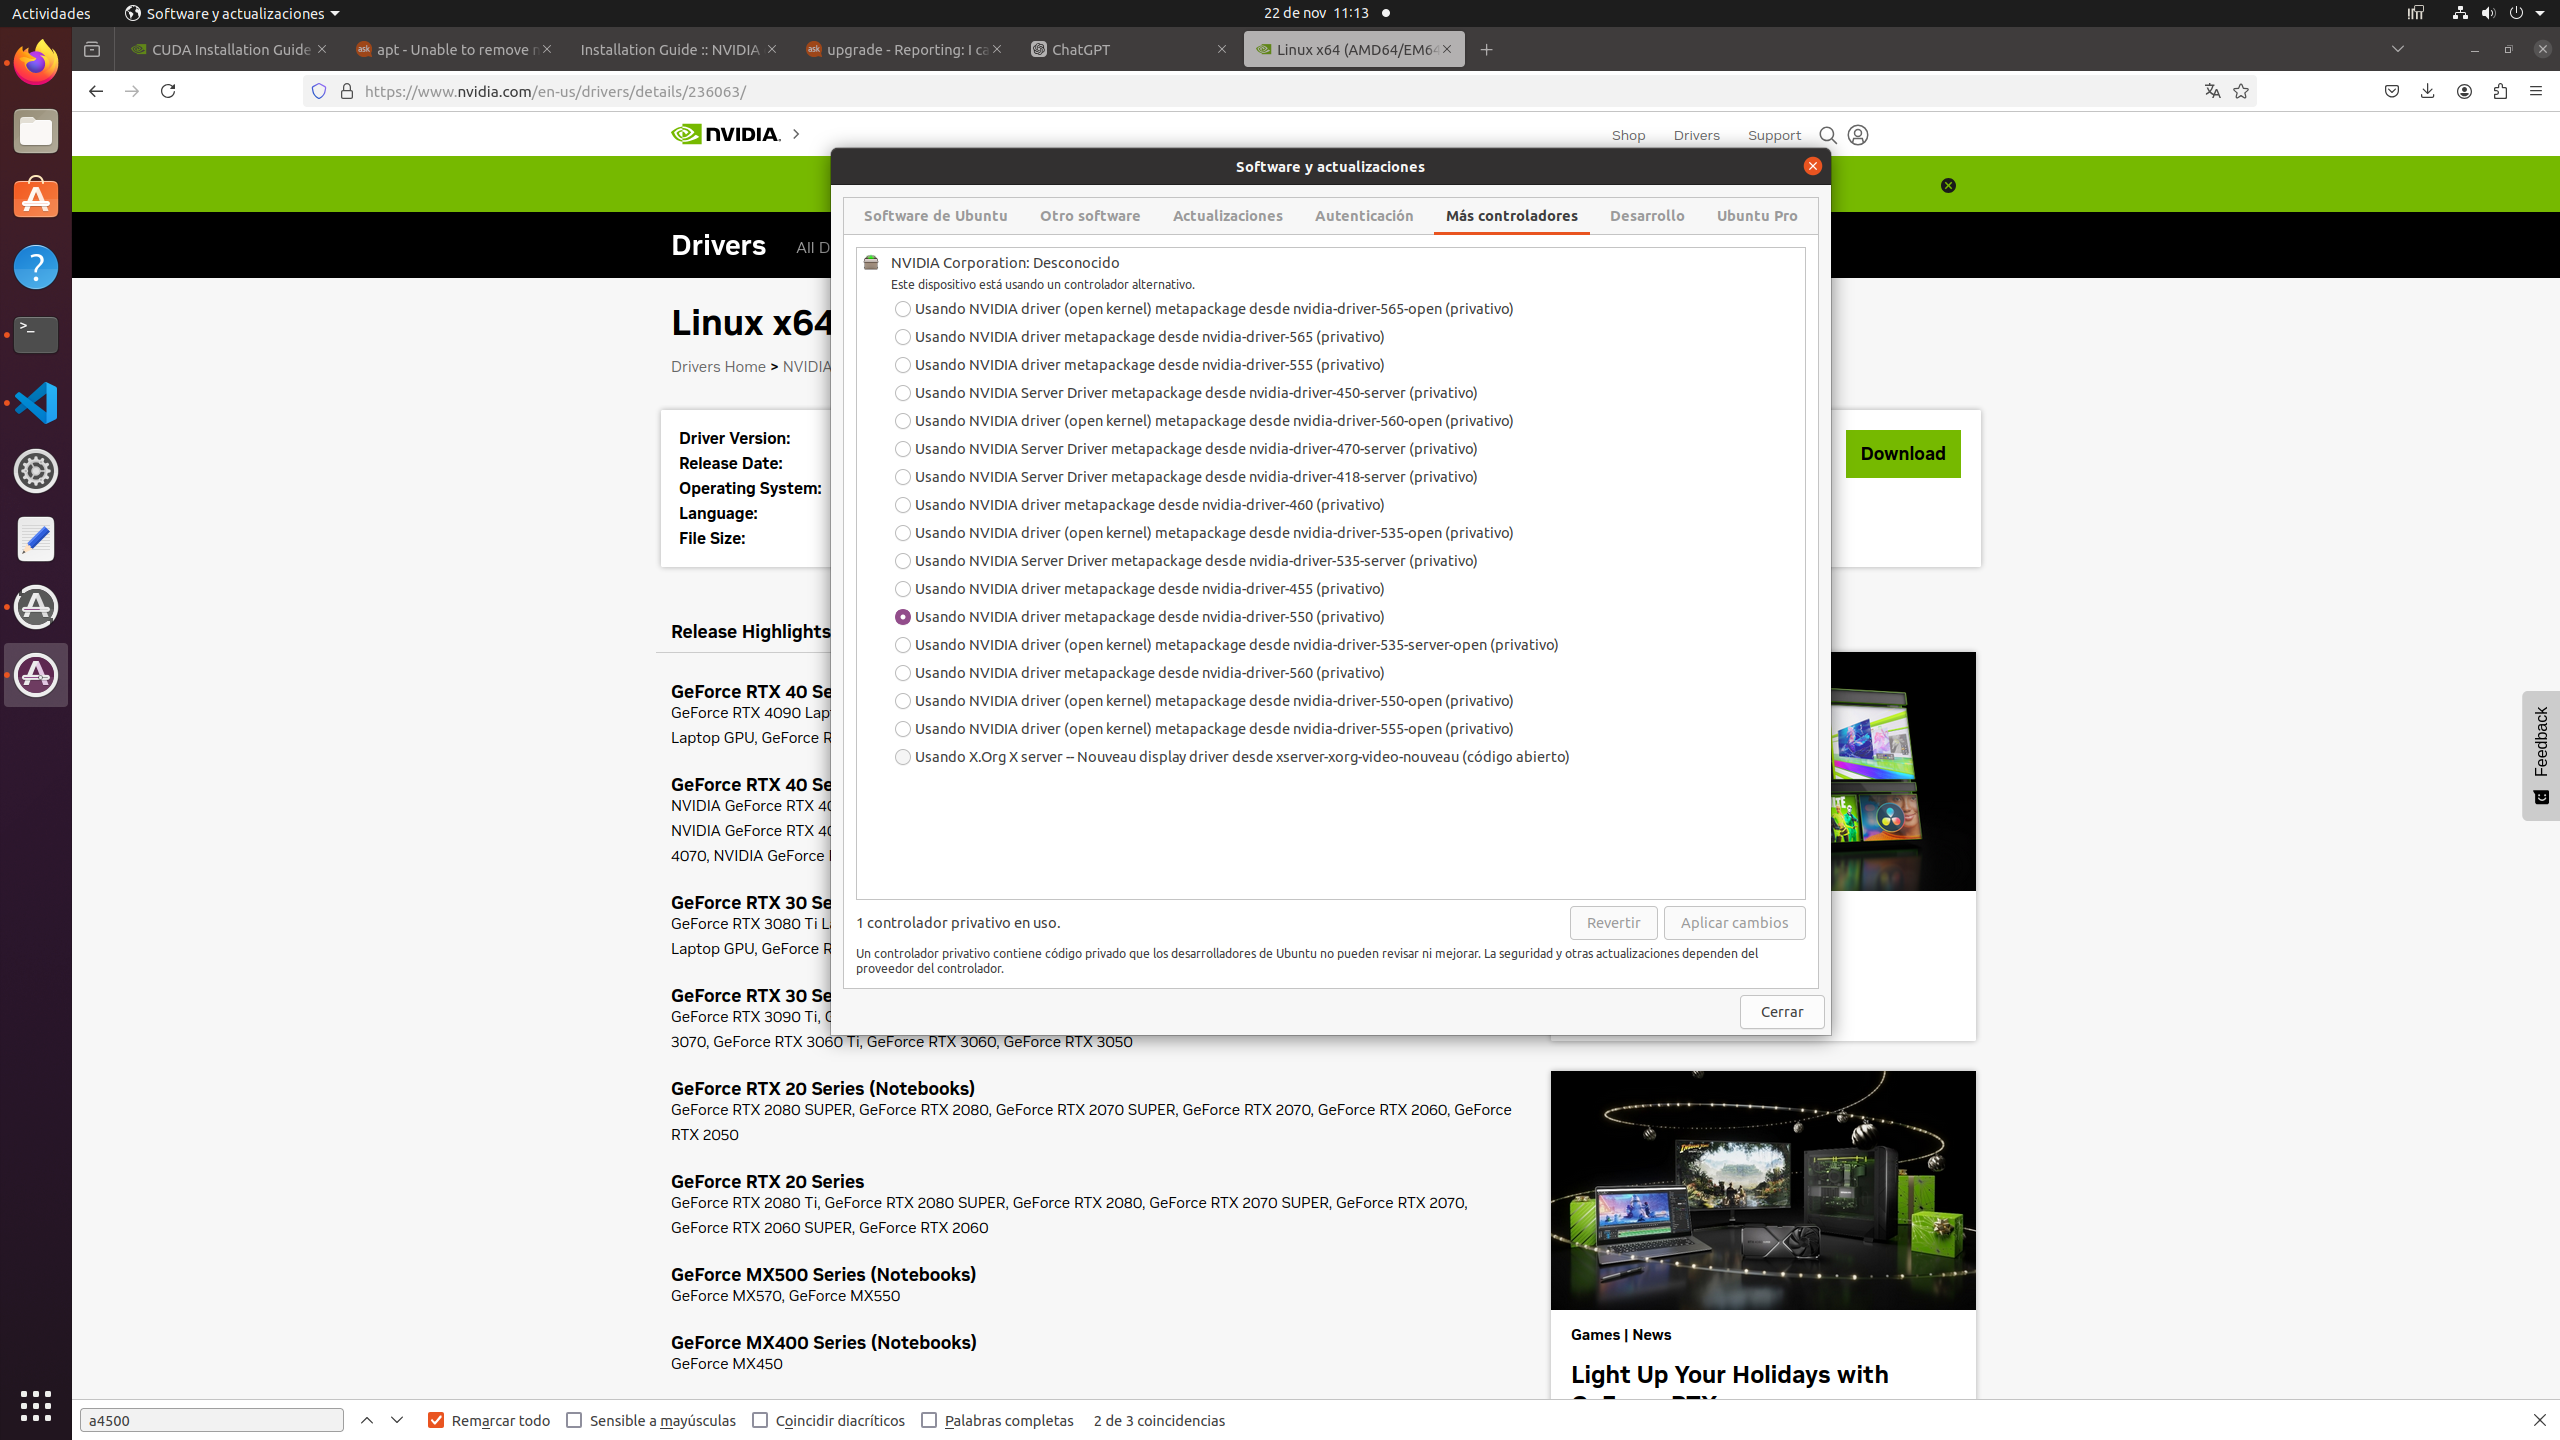 Actividades
Software y actualizaciones
22 de nov 11:13
CUDA Installation Guide
apt - Unable to remove
Installation Guide :: NVIDIA
upgrade - Reporting: I ca
ChatGPT
Linux x64 (AMD64/EM64
https://www.nvidia.com/en-us/drivers/details/236063/
NVIDIA.
Shop
Drivers
Support
Software y actualizaciones
Software de Ubuntu
Otro software
Actualizaciones
Autenticación
Más controladores
Desarrollo
Ubuntu Pro
NVIDIA Corporation: Desconocido
Este dispositivo está usando un controlador alternativo.
Usando NVIDIA driver (open kernel) metapackage desde nvidia-driver-565-open (privativo)
Usando NVIDIA driver metapackage desde nvidia-driver-565 (privativo)
Usando NVIDIA driver metapackage desde nvidia-driver-555 (privativo)
Usando NVIDIA Server Driver metapackage desde nvidia-driver-450-server (privativo)
Usando NVIDIA driver (open kernel) metapackage desde nvidia-driver-560-open (privativo)
Usando NVIDIA Server Driver metapackage desde nvidia-driver-470-server (privativo)
Usando NVIDIA Server Driver metapackage desde nvidia-driver-418-server (privativo)
Usando NVIDIA driver metapackage desde nvidia-driver-460 (privativo)
Usando NVIDIA driver (open kernel) metapackage desde nvidia-driver-535-open (privativo)
Usando NVIDIA Server Driver metapackage desde nvidia-driver-535-server (privativo)
Usando NVIDIA driver metapackage desde nvidia-driver-455 (privativo)
Usando NVIDIA driver metapackage desde nvidia-driver-550 (privativo)
Usando NVIDIA driver (open kernel) metapackage desde nvidia-driver-535-server-open (privativo)
Usando NVIDIA driver metapackage desde nvidia-driver-560 (privativo)
Usando NVIDIA driver (open kernel) metapackage desde nvidia-driver-550-open (privativo)
Usando NVIDIA driver (open kernel) metapackage desde nvidia-driver-555-open (privativo)
Usando X.Org X server -- Nouveau display driver desde xserver-xorg-video-nouveau (código abierto)
1 controlador privativo en uso.
Revertir
Aplicar cambios
Un controlador privativo contiene código privado que los desarrolladores de Ubuntu no pueden revisar ni mejorar. La seguridad y otras actualizaciones dependen del
proveedor del controlador.
Cerrar
Drivers
All D
Linux x64
Drivers Home > NVIDIA
Driver Version:
Release Date:
Operating System:
Language:
File Size:
Download
Release Highlights
GeForce RTX 40 Se
GeForce RTX 4090 Lap
Laptop GPU, GeForce R
GeForce RTX 40 Se
NVIDIA GeForce RTX 40
NVIDIA GeForce RTX 40
4070, NVIDIA GeForce
GeForce RTX 30 Se
GeForce RTX 3080 Ti La
Laptop GPU, GeForce R
GeForce RTX 30 Se
GeForce RTX 3090 Ti,
3070, GeForce RTX 3060 Ti, GeForce RTX 3060, GeForce RTX 3050
GeForce RTX 20 Series (Notebooks)
GeForce RTX 2080 SUPER, GeForce RTX 2080, GeForce RTX 2070 SUPER, GeForce RTX 2070, GeForce RTX 2060, GeForce
RTX 2050
GeForce RTX 20 Series
GeForce RTX 2080 Ti, GeForce RTX 2080 SUPER, GeForce RTX 2080, GeForce RTX 2070 SUPER, GeForce RTX 2070,
GeForce RTX 2060 SUPER, GeForce RTX 2060
GeForce MX500 Series (Notebooks)
GeForce MX570, GeForce MX550
GeForce MX400 Series (Notebooks)
GeForce MX450
Feedback
Games | News
Light Up Your Holidays with
a4500
Remarcar todo
Sensible a mayúsculas
Coincidir diacríticos
Palabras completas
2 de 3 coincidencias